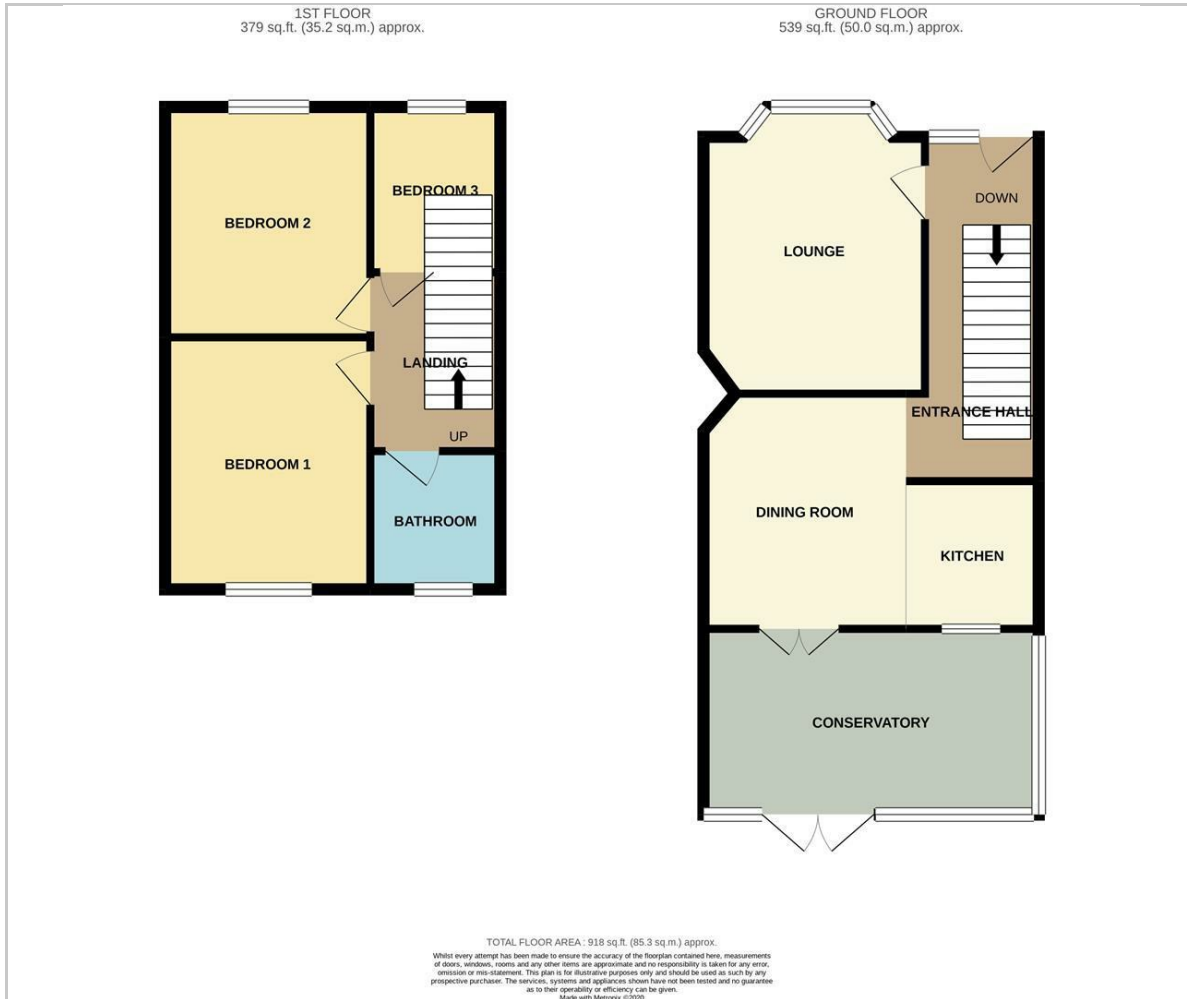 1ST FLOOR
379 sq.ft. (35.2 sq.m.) approx.
GROUND FLOOR
539 sq.ft. (50.0 sq.m.) approx.
BEDROOM 3
BEDROOM 2
LANDING
UP
BEDROOM 1
BATHROOM
DOWN
LOUNGE
ENTRANCE HALL
DINING ROOM
KITCHEN
CONSERVATORY
TOTAL FLOOR AREA : 918 sq.ft. (85.3 sq.m.) approx.
Whilst every attempt has been made to ensure the accuracy of the floorplan contained here, measurements
of doors, windows, rooms and any other items are approximate and no responsibility is taken for any error,
omission or mis-statement. This plan is for illustrative purposes only and should be used as such by any
prospective purchaser. The services, systems and appliances shown have not been tested and no guarantee
as to their operability or efficiency can be given.
Made with Metropix ©2020